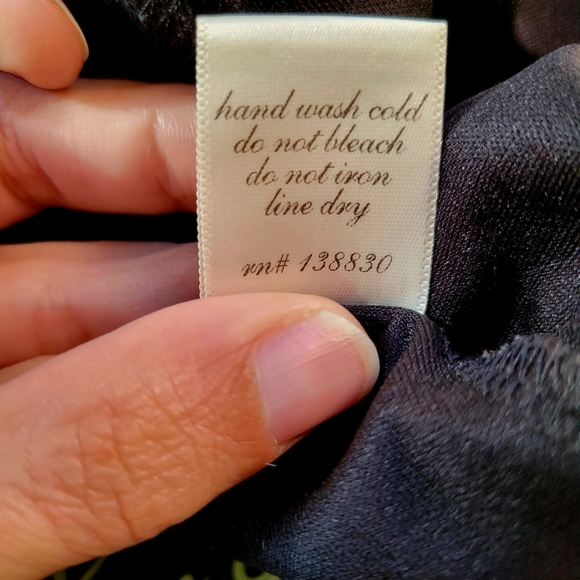 hand wash cold
do not bleach
do not iron
line dry
rn# 138830